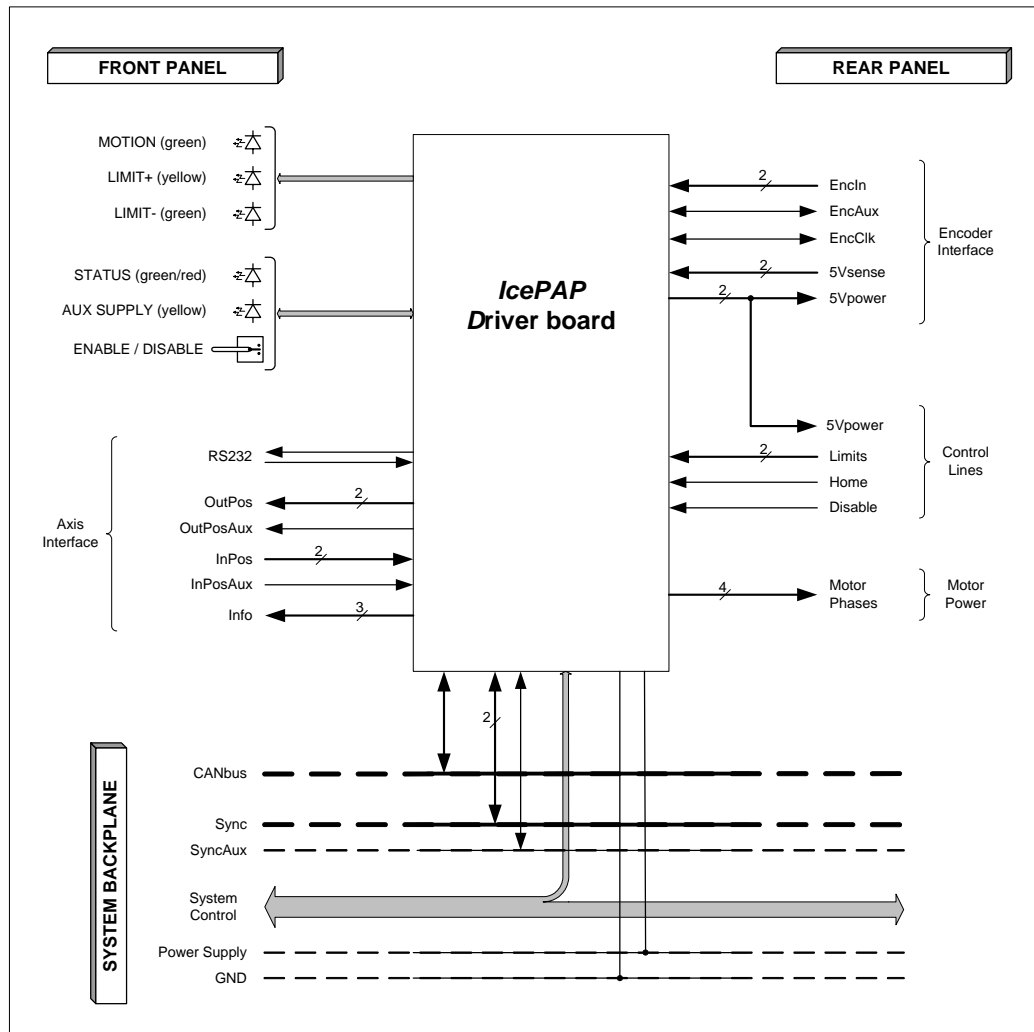 FRONT PANEL
REAR PANEL
MOTION (green)
LIMIT+ (yellow)
LIMIT- (green)
STATUS (green/red)
AUX SUPPLY (yellow)
ENABLE / DISABLE
IcePAP
Driver board
2
EncIn
EncAux
EncClk
2
5Vsense
2
5Vpower
Encoder
Interface
5Vpower
2
Limits
Home
Disable
Control
Lines
4
Motor
Phases
Motor
Power
Axis
Interface
RS232
OutPos
2
OutPosAux
InPos
2
InPosAux
Info
3
2
SYSTEM BACKPLANE
CANbus
Sync
SyncAux
System
Control
Power Supply
GND